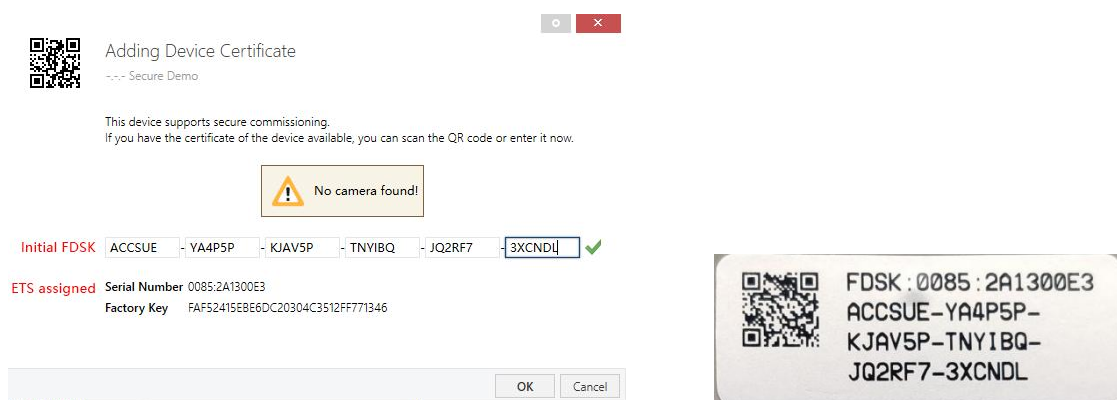 Adding Device Certificate
-.-.- Secure Demo
This device supports secure commissioning.
If you have the certificate of the device available, you can scan the QR code or enter it now.
No camera found!
Initial FDSK ACCSUE - YA4P5P - KJAV5P - TNYIBQ - JQ2RF7 - 3XCNDL
ETS assigned Serial Number 0085:2A1300E3
Factory Key FAF52415EBE6DC20304C3512FF771346
OK Cancel
FDSK:0085:2A1300E3
ACCSUE-YA4P5P-
KJAV5P-TNYIBQ-
JQ2RF7-3XCNDL